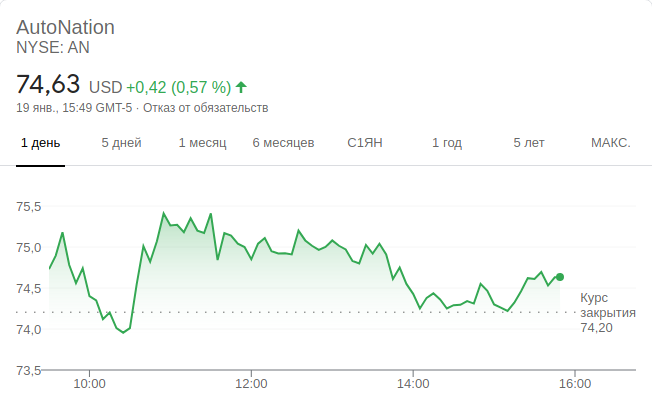 AutoNation
NYSE: AN
74,63 USD +0,42 (0,57 %)
19 янв., 15:49 GMT-5 · Отказ от обязательств
1 день 5 дней 1 месяц 6 месяцев С1ЯН 1 год 5 лет МАКС.
75,5
75,0
74,5
74,0
73,5
Курс
закрытия
74,20
10:00 12:00 14:00 16:00